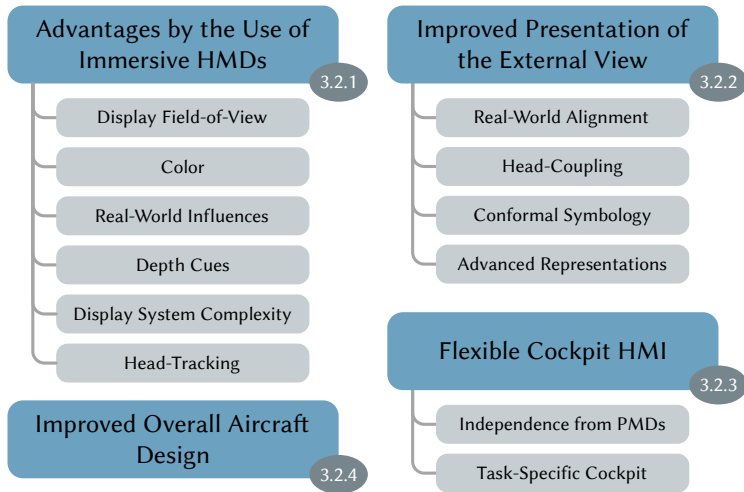 Advantages by the Use of
Immersive HMDs
3.2.1
Display Field-of-View
Color
Real-World Influences
Depth Cues
Display System Complexity
Head-Tracking
Improved Overall Aircraft
Design
3.2.4
Improved Presentation of
the External View
3.2.2
Real-World Alignment
Head-Coupling
Conformal Symbology
Advanced Representations
Flexible Cockpit HMI
3.2.3
Independence from PMDs
Task-Specific Cockpit